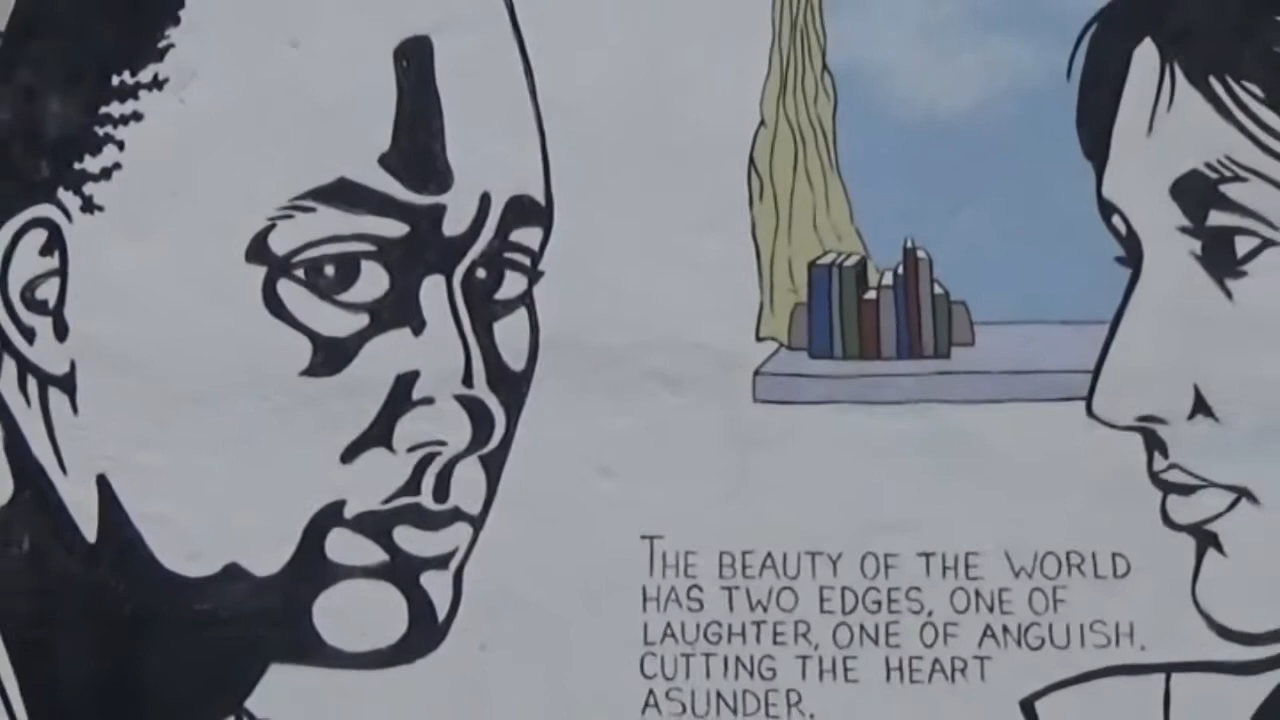 THE BEAUTY OF THE WORLD
HAS TWO EDGES, ONE OF
LAUGHTER, ONE OF ANGUISH.
CUTTING THE HEART
ASUNDER.